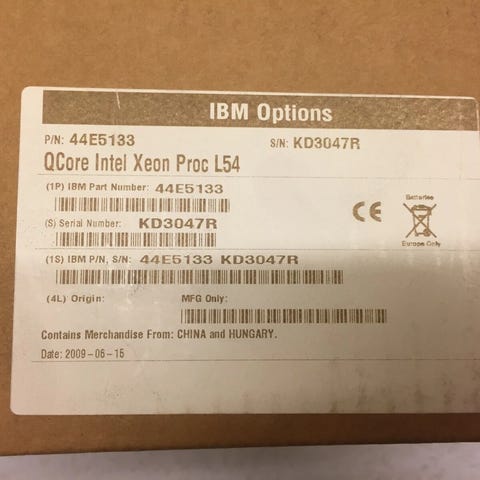 IBM Options
P/N: 44E5133 S/N: KD3047R
QCore Intel Xeon Proc L54
(1P) IBM Part Number: 44E5133
Batteries
CE
(S) Serial Number: KD3047R
Europe Only
(1S) IBM P/N, S/N: 44E5133 KD3047R
(4L) Origin: MFG Only:
Contains Merchandise From: CHINA and HUNGARY.
Date: 2009-06-15